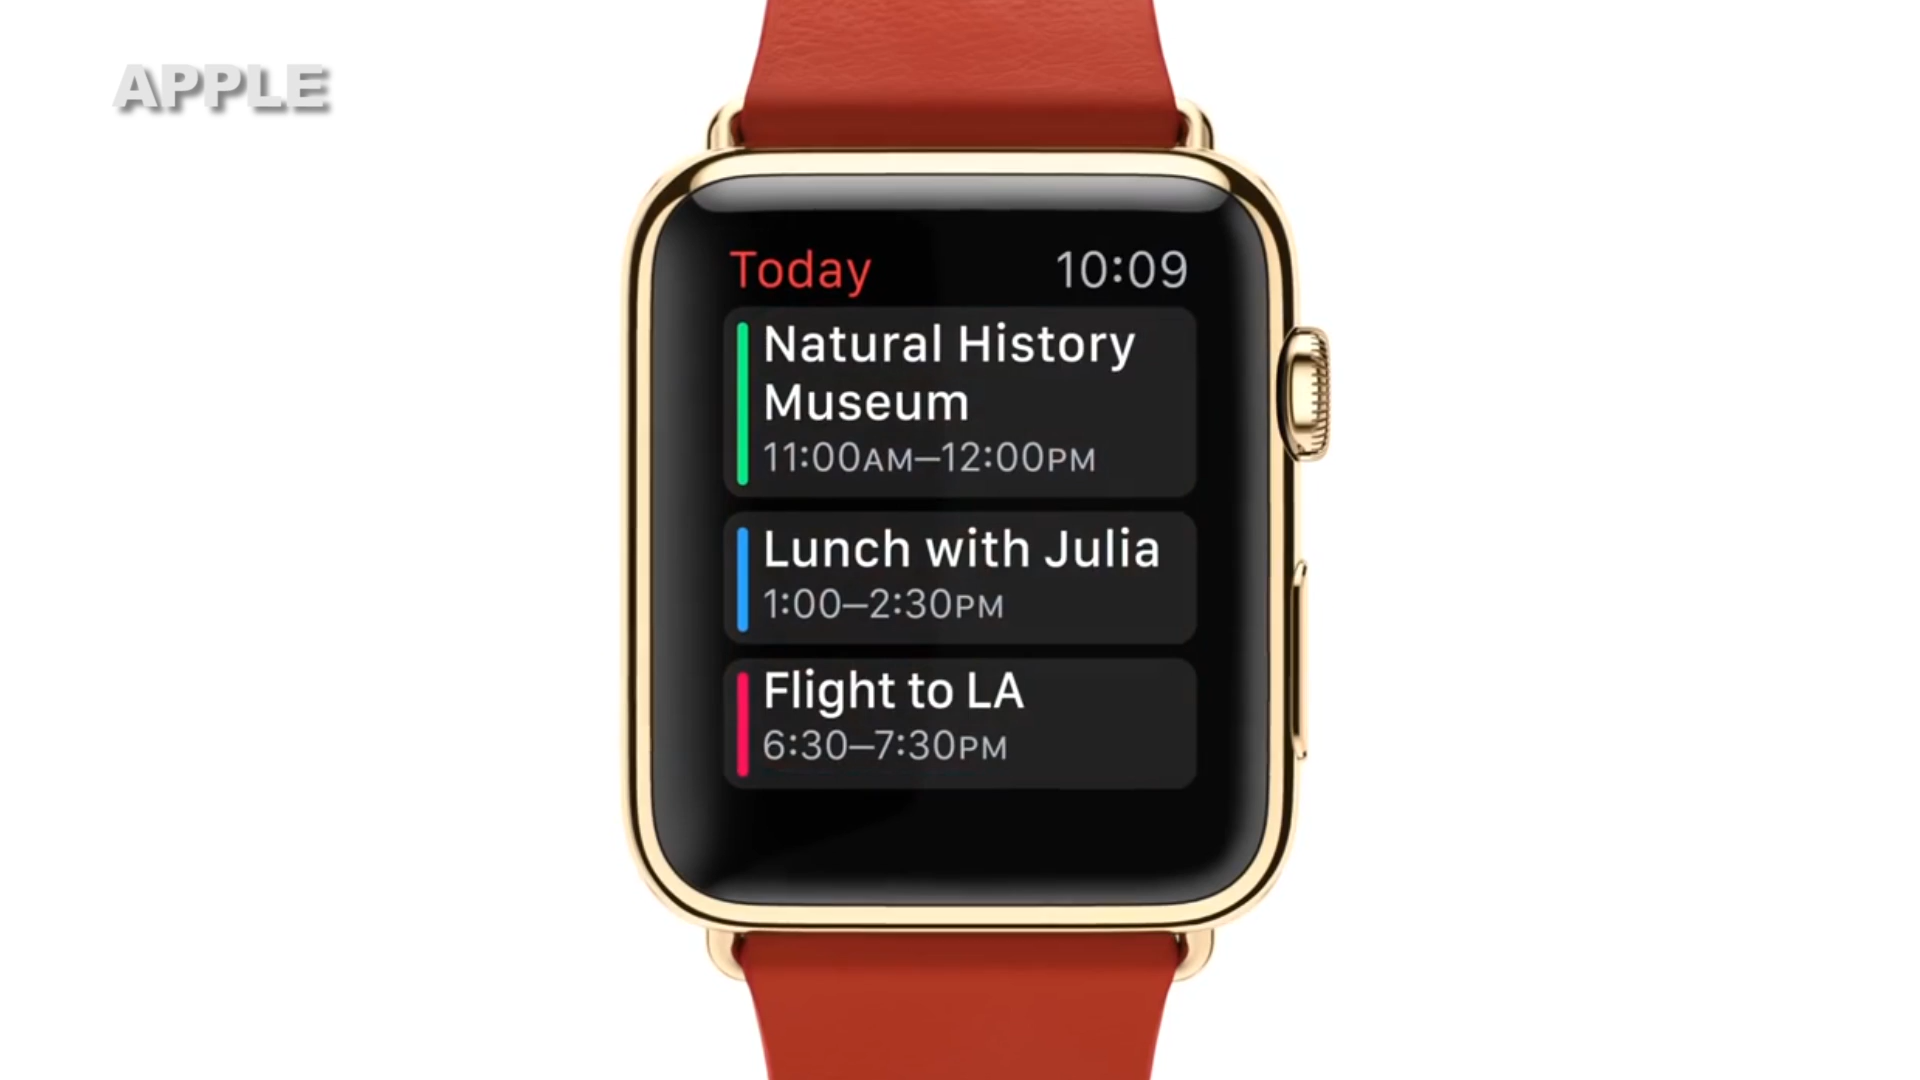 APPLE
Today 10:09
Natural History
Museum
11:00AM–12:00PM
Lunch with Julia
1:00–2:30PM
Flight to LA
6:30–7:30PM